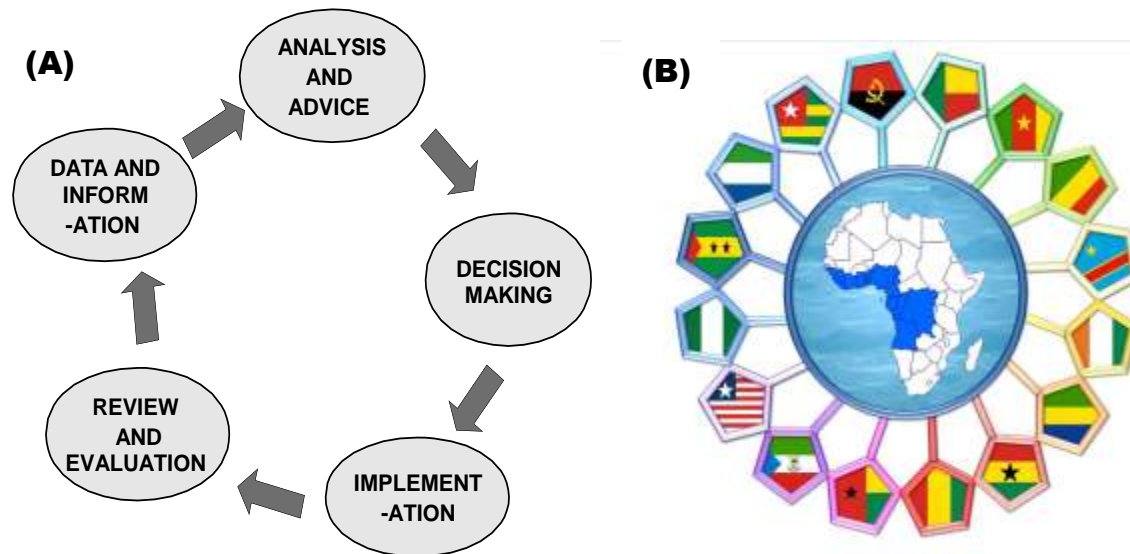 (A)
ANALYSIS
AND
ADVICE
DATA AND
INFORM
-ATION
DECISION
MAKING
REVIEW
AND
EVALUATION
IMPLEMENT
-ATION
(B)